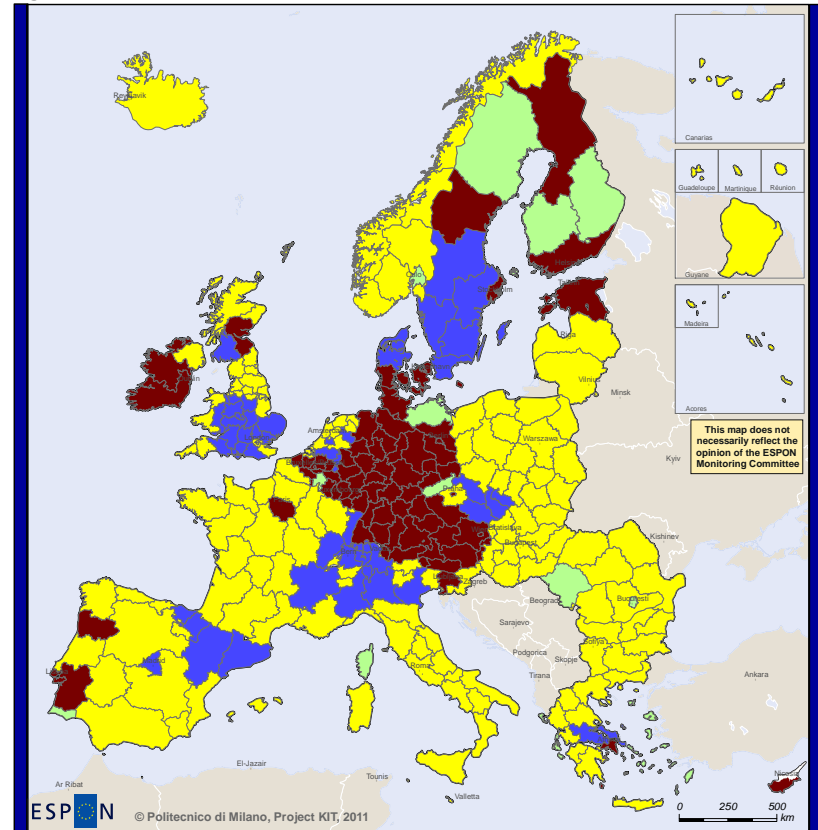 Reykjavik
Canarias
Guadeloupe
Martinique
Réunion
Guyane
Madeira
Acores
Oslo
Riga
Vilnius
Minsk
This map does not
necessarily reflect the
opinion of the ESPON
Monitoring Committee
Warszawa
Kyiv
Praha
Bratislava
Budapest
Kishinev
Zagreb
Beograd
Bucuresti
Sarajevo
Podgorica
Sofiya
Skopje
Tirana
Roma
Madrid
Ankara
El-Jazair
Tounis
Ar Ribat
Valletta
Nicosia
ESPON
© Politecnico di Milano, Project KIT, 2011
0 250 500
km